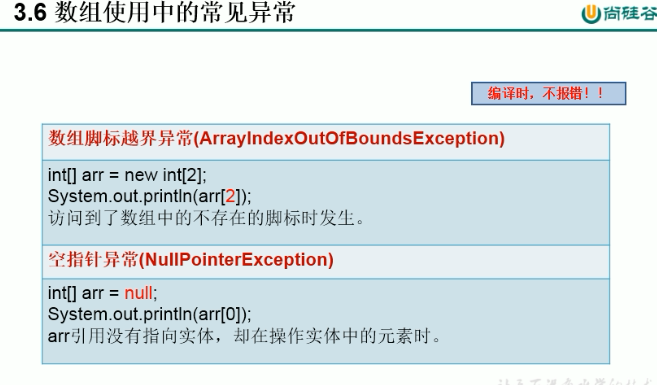 3.6 数组使用中的常见异常
尚硅谷
编译时，不报错！！
数组脚标越界异常(ArrayIndexOutOfBoundsException)
int[] arr = new int[2];
System.out.println(arr[2]);
访问到了数组中的不存在的脚标时发生。
空指针异常(NullPointerException)
int[] arr = null;
System.out.println(arr[0]);
arr引用没有指向实体，却在操作实体中的元素时。